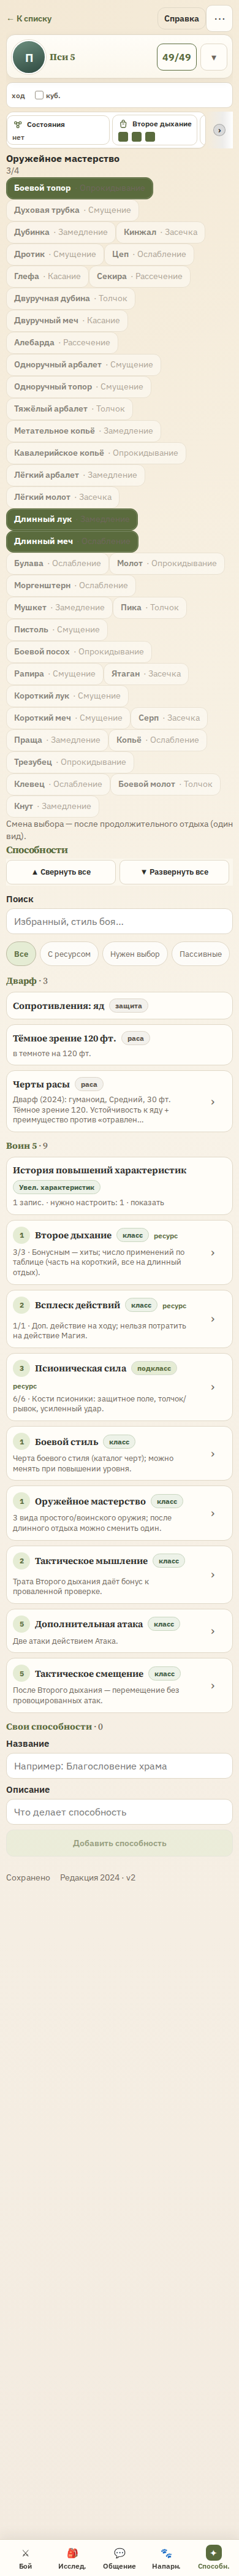 ← К списку
Справка
···
П
Пси 5
49/49
▾
ход
куб.
Состояния
нет
Второе дыхание
›
Оружейное мастерство
3/4
Боевой топор
Духовая трубка · Смущение
Дубинка · Замедление Кинжал · Засечка
Дротик · Смущение Цеп · Ослабление
Глефа · Касание Секира · Рассечение
Двуручная дубина · Толчок
Двуручный меч · Касание
Алебарда · Рассечение
Одноручный арбалет · Смущение
Одноручный топор · Смущение
Тяжёлый арбалет · Толчок
Метательное копьё · Замедление
Кавалерийское копьё · Опрокидывание
Лёгкий арбалет · Замедление
Лёгкий молот · Засечка
Длинный лук
Длинный меч
Булава · Ослабление Молот · Опрокидывание
Моргенштерн · Ослабление
Мушкет · Замедление Пика · Толчок
Пистоль · Смущение
Боевой посох · Опрокидывание
Рапира · Смущение Ятаган · Засечка
Короткий лук · Смущение
Короткий меч · Смущение Серп · Засечка
Праща · Замедление Копьё · Ослабление
Трезубец · Опрокидывание
Клевец · Ослабление Боевой молот · Толчок
Кнут · Замедление
Смена выбора — после продолжительного отдыха (один
вид).
Способности
▲ Свернуть все ▼ Развернуть все
Поиск
Избранный, стиль боя…
Все С ресурсом Нужен выбор Пассивные
Дварф · 3
Сопротивления: яд защита
Тёмное зрение 120 фт. раса
в темноте на 120 фт.
Черты расы раса
Дварф (2024): гуманоид, Средний, 30 фт.
Тёмное зрение 120. Устойчивость к яду +
преимущество против «отравлен…
›
Воин 5 · 9
История повышений характеристик
Увел. характеристик
1 запис. · нужно настроить: 1 · показать
1 Второе дыхание класс ресурс
3/3 · Бонусным — хиты; число применений по
таблице (часть на короткий, все на длинный
отдых).
›
2 Всплеск действий класс ресурс
1/1 · Доп. действие на ходу; нельзя потратить
на действие Магия.
›
3 Псионическая сила подкласс
ресурс
6/6 · Кости псионики: защитное поле, толчок/
рывок, усиленный удар.
›
1 Боевой стиль класс
Черта боевого стиля (каталог черт); можно
менять при повышении уровня.
›
1 Оружейное мастерство класс
3 вида простого/воинского оружия; после
длинного отдыха можно сменить один.
›
2 Тактическое мышление класс
Трата Второго дыхания даёт бонус к
проваленной проверке.
›
5 Дополнительная атака класс
Две атаки действием Атака.
›
5 Тактическое смещение класс
После Второго дыхания — перемещение без
провоцированных атак.
›
Свои способности · 0
Название
Например: Благословение храма
Описание
Что делает способность
Добавить способность
Сохранено Редакция 2024 · v2
Бой Исслед. Общение Напарн. Способн.